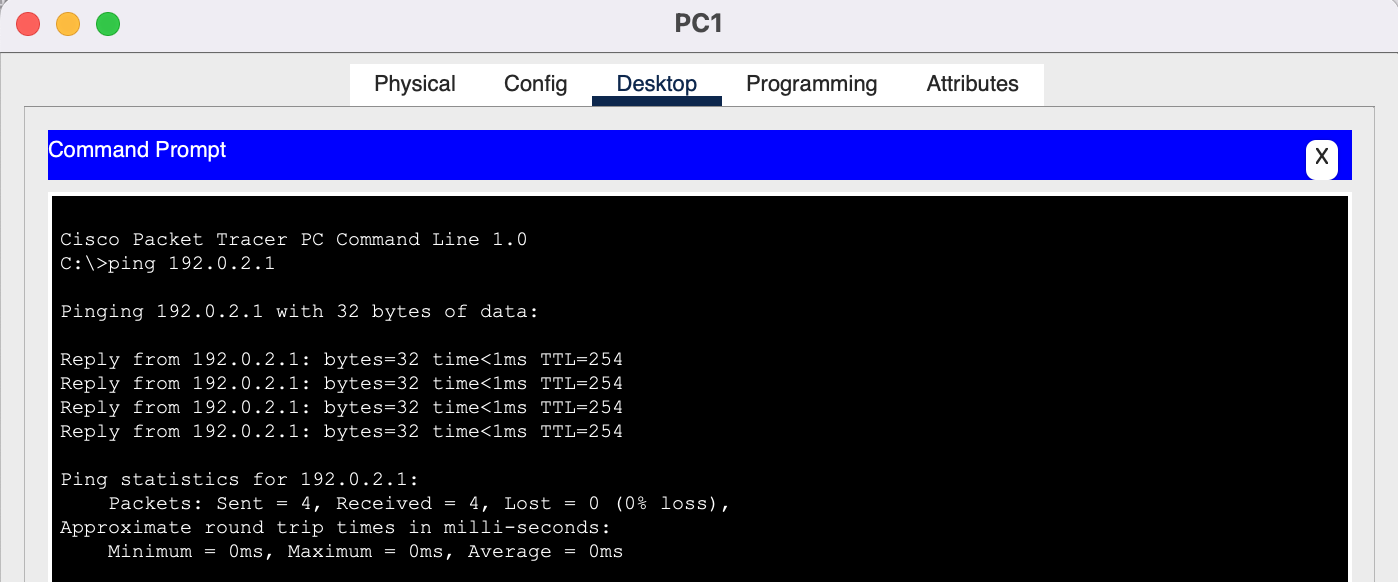 PC1
Physical Config Desktop Programming Attributes
Command Prompt
X
Cisco Packet Tracer PC Command Line 1.0
C:\>ping 192.0.2.1
Pinging 192.0.2.1 with 32 bytes of data:
Reply from 192.0.2.1: bytes=32 time<1ms TTL=254
Reply from 192.0.2.1: bytes=32 time<1ms TTL=254
Reply from 192.0.2.1: bytes=32 time<1ms TTL=254
Reply from 192.0.2.1: bytes=32 time<1ms TTL=254
Ping statistics for 192.0.2.1:
    Packets: Sent = 4, Received = 4, Lost = 0 (0% loss),
Approximate round trip times in milli-seconds:
    Minimum = 0ms, Maximum = 0ms, Average = 0ms